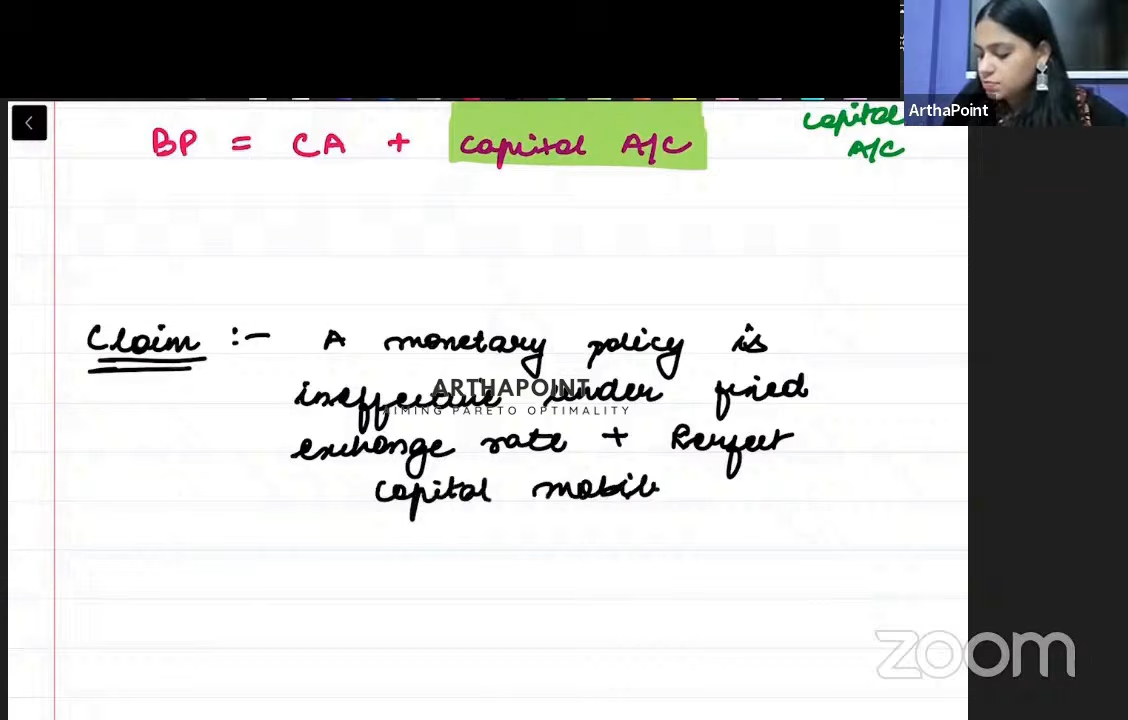 ArthaPoint
capital
A/C
BP = CA + capital A/C
Claim :- A monetary policy is
ineffective under fixed
ARTHAPOINT
AIMING PARETO OPTIMALITY
exchange rate + Perfect
capital mobili
zoom